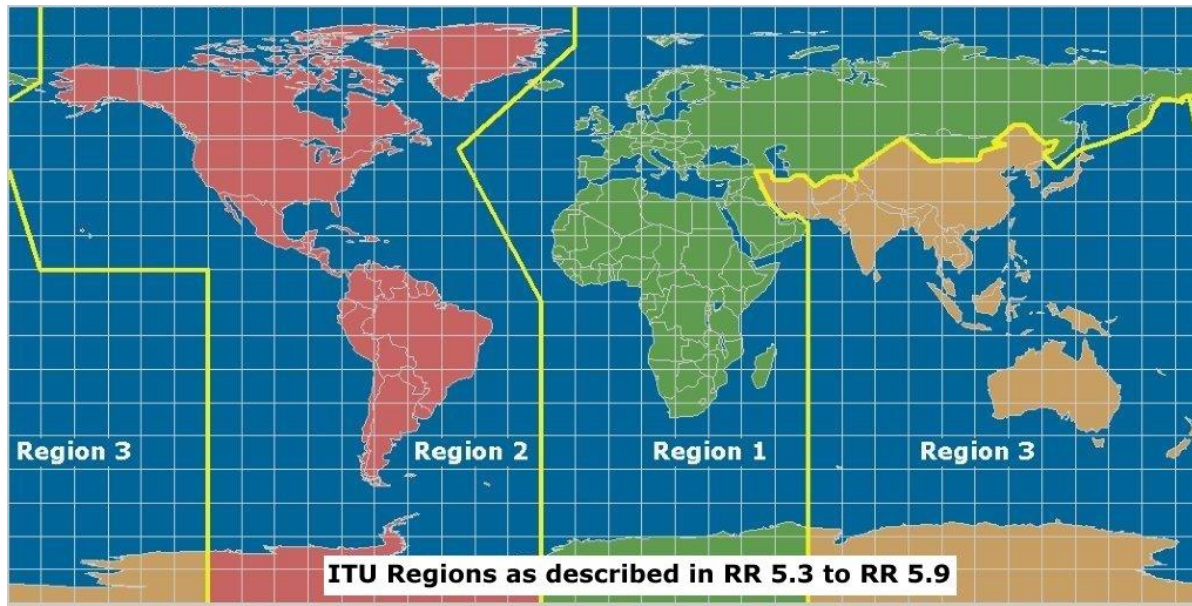 Region 3
Region 2
Region 1
Region 3
ITU Regions as described in RR 5.3 to RR 5.9